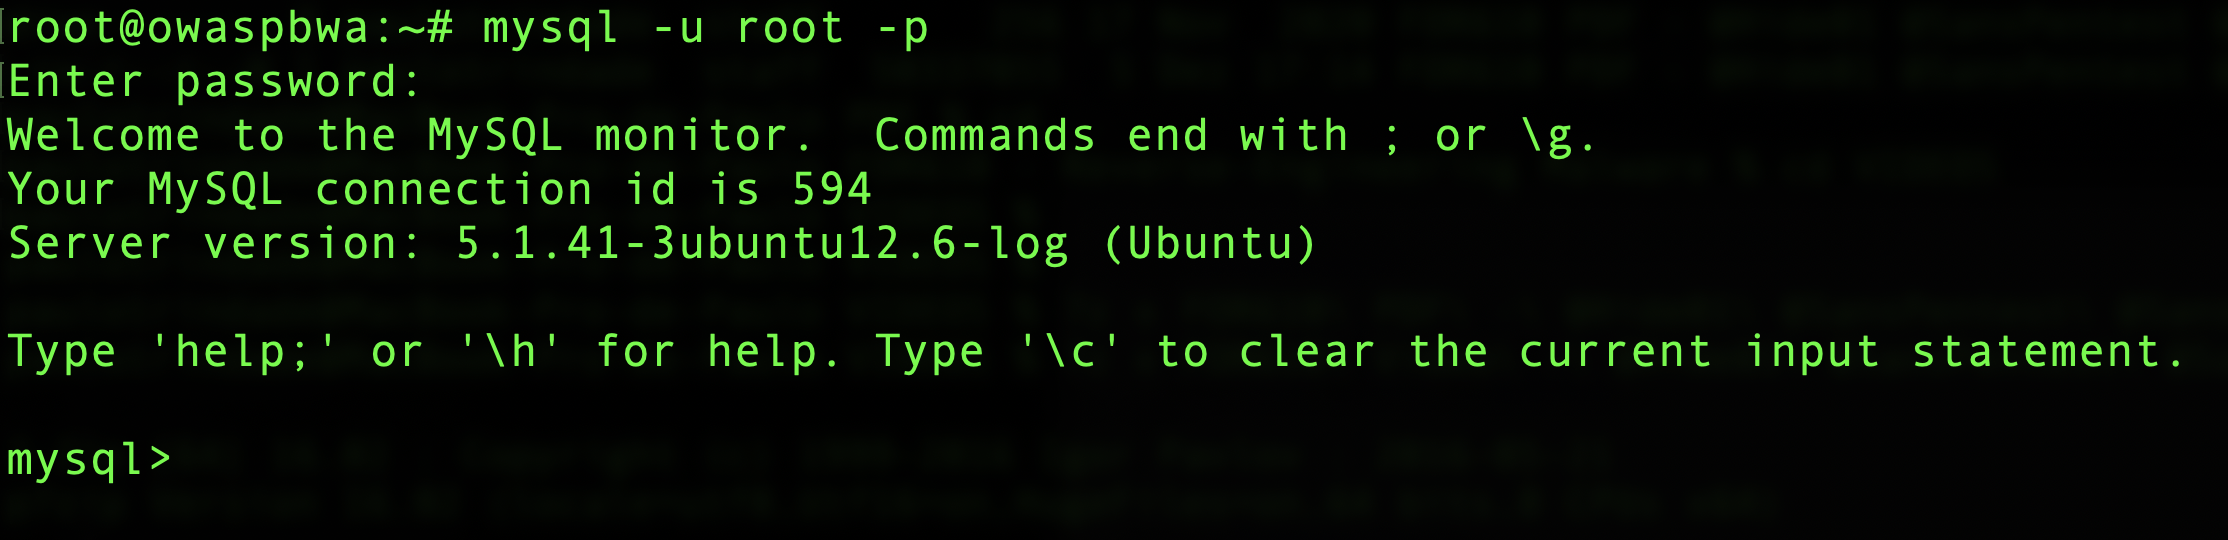 root@owaspbwa:~# mysql -u root -p
Enter password:
Welcome to the MySQL monitor.  Commands end with ; or \g.
Your MySQL connection id is 594
Server version: 5.1.41-3ubuntu12.6-log (Ubuntu)
Type 'help;' or '\h' for help. Type '\c' to clear the current input statement.
mysql>